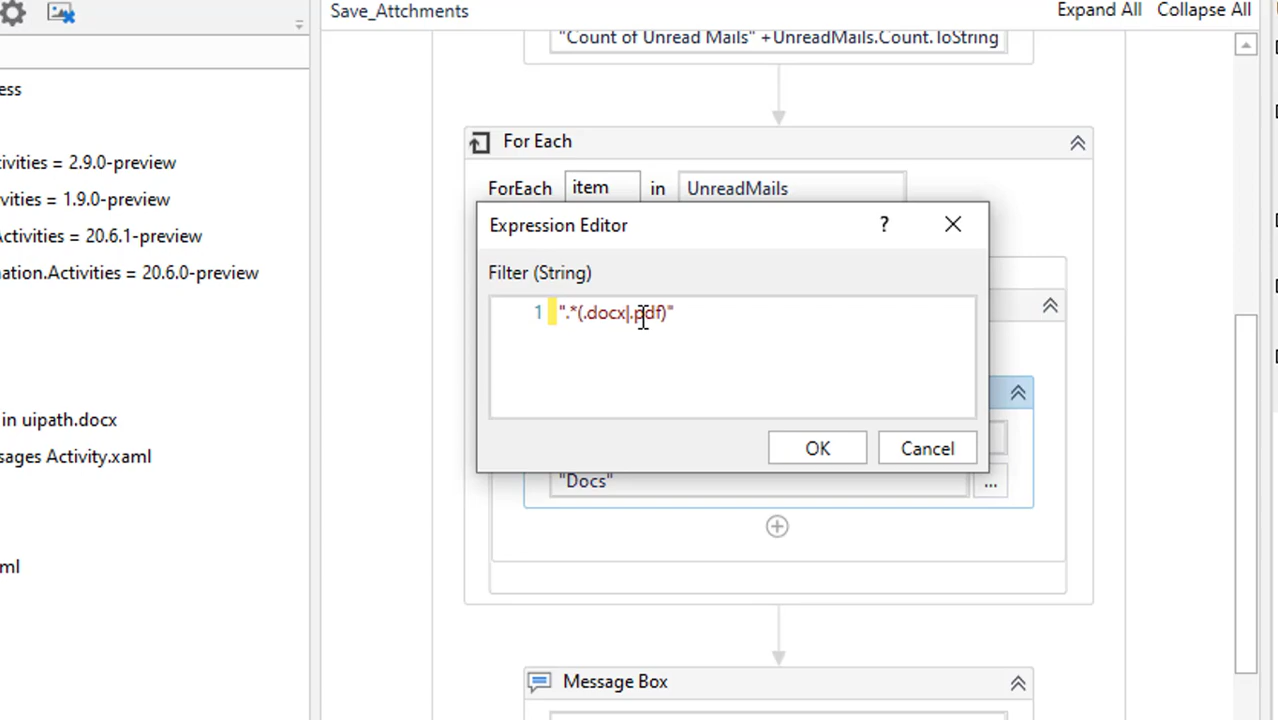 Save_Attchments
Expand All
Collapse All
"Count of Unread Mails" +UnreadMails.Count.ToString
ess
ivities = 2.9.0-preview
vities = 1.9.0-preview
Activities = 20.6.1-preview
nation.Activities = 20.6.0-preview
in uipath.docx
sages Activity.xaml
ml
For Each
ForEach item in UnreadMails
Expression Editor
?
Filter (String)
1 ".*(.docx|.pdf)"
OK
Cancel
"Docs"
...
Message Box